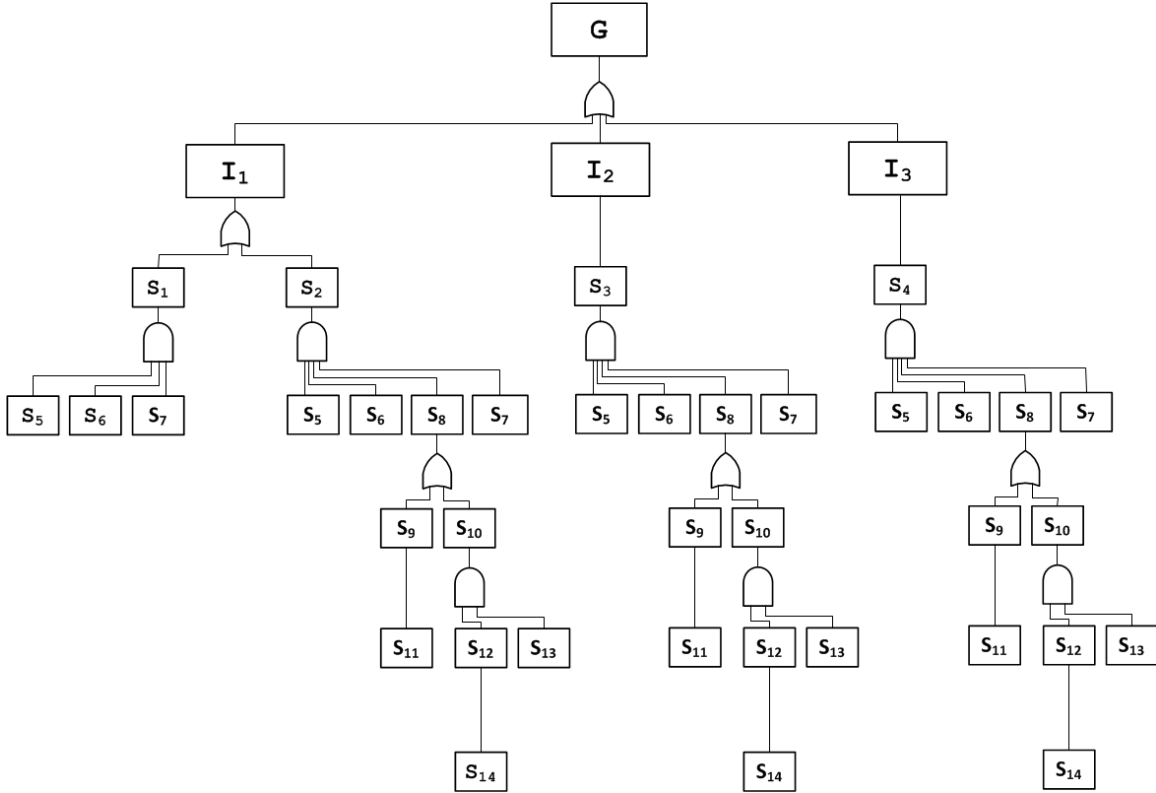 G
I₁ I₂ I₃
S₁ S₂ S₃ S₄
S₅ S₆ S₇ S₅ S₆ S₈ S₇ S₅ S₆ S₈ S₇ S₅ S₆ S₈ S₇
S₉ S₁₀ S₉ S₁₀ S₉ S₁₀
S₁₁ S₁₂ S₁₃ S₁₁ S₁₂ S₁₃ S₁₁ S₁₂ S₁₃
S₁₄ S₁₄ S₁₄